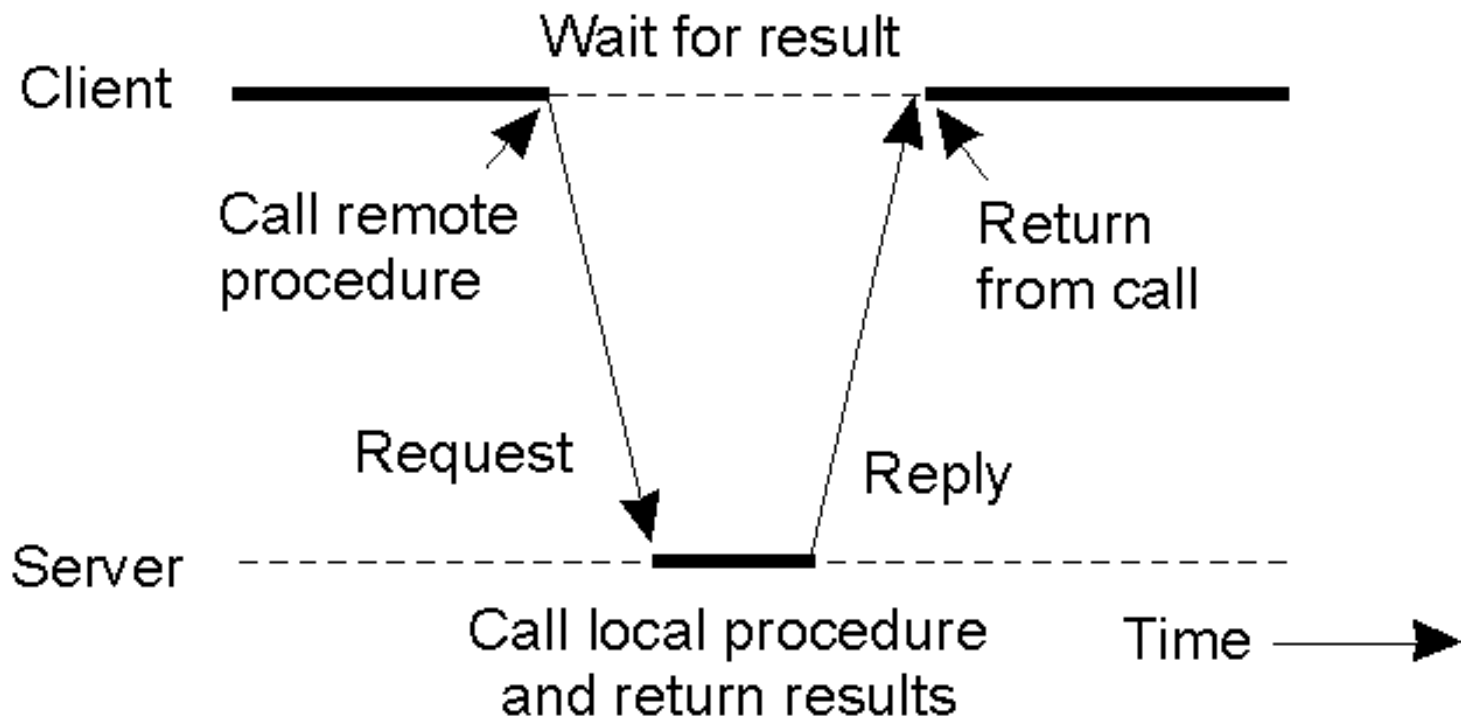 Wait for result
Client
Call remote
procedure
Return
from call
Request
Reply
Server
Call local procedure
and return results
Time